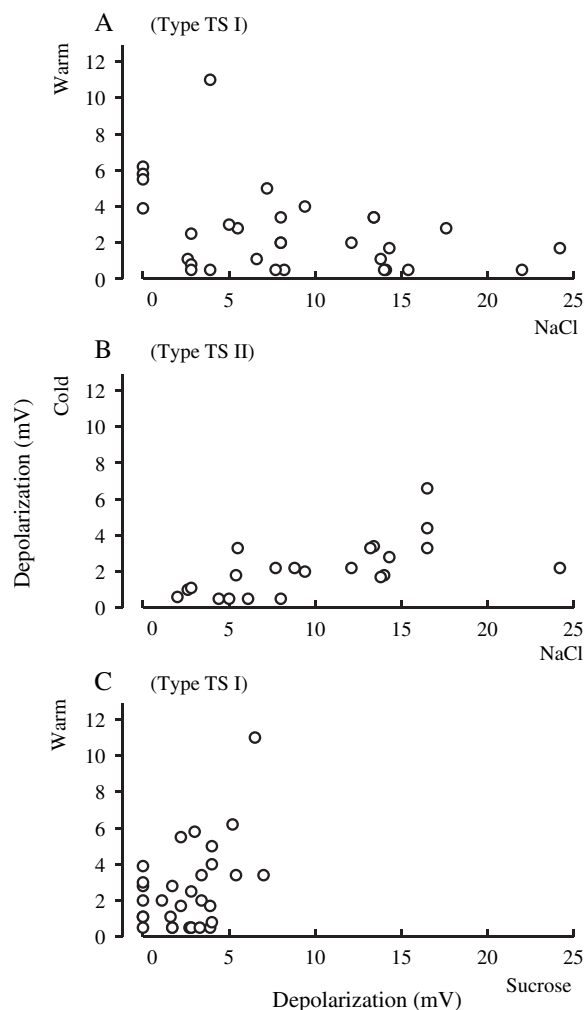 A (Type TS I)
Warm
12
10
8
6
4
2
0
0 5 10 15 20 25
NaCl
B (Type TS II)
Cold
12
10
8
6
4
2
0
0 5 10 15 20 25
NaCl
Depolarization (mV)
C (Type TS I)
Warm
12
10
8
6
4
2
0
0 5 10 15 20 25
Sucrose
Depolarization (mV)